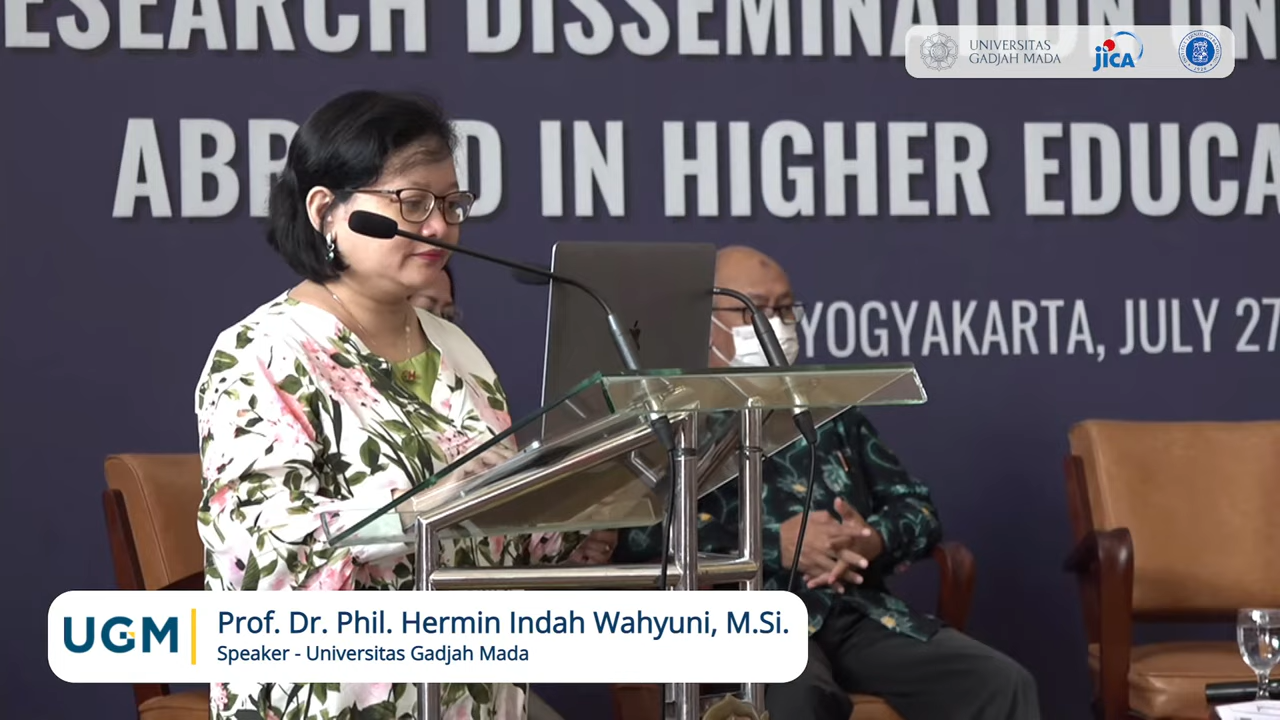 ESEARCH DISSEMINATION ON
UNIVERSITAS
GADJAH MADA
JICA
ABR D IN HIGHER EDUCA
YOGYAKARTA, JULY 27
UGM
Prof. Dr. Phil. Hermin Indah Wahyuni, M.Si.
Speaker - Universitas Gadjah Mada